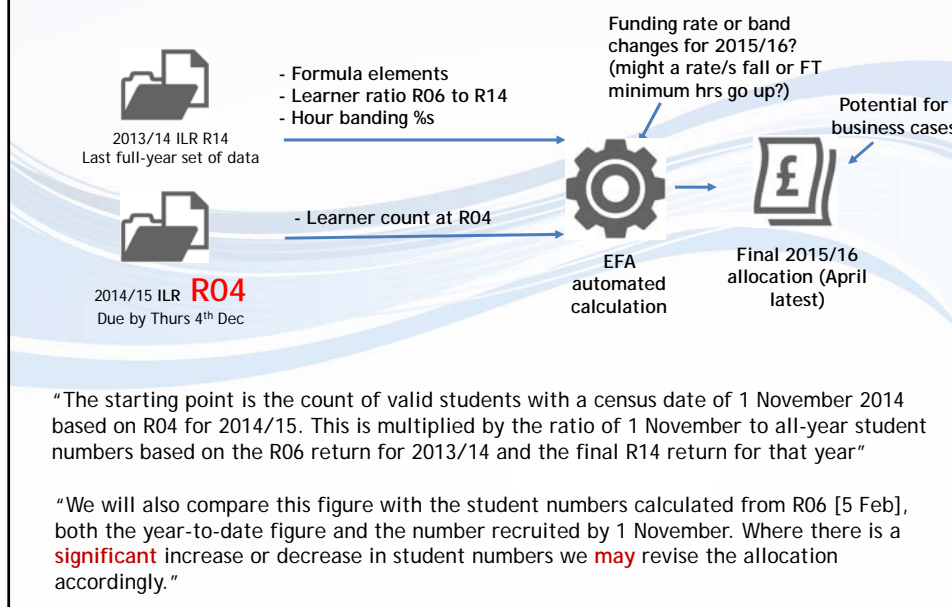 Funding rate or band
changes for 2015/16?
(might a rate/s fall or FT
minimum hrs go up?)
Potential for
business cases
- Formula elements
- Learner ratio R06 to R14
- Hour banding %s
2013/14 ILR R14
Last full-year set of data
£
- Learner count at R04
EFA
automated
calculation
Final 2015/16
allocation (April
latest)
2014/15 ILR R04
Due by Thurs 4th Dec
“The starting point is the count of valid students with a census date of 1 November 2014
based on R04 for 2014/15. This is multiplied by the ratio of 1 November to all-year student
numbers based on the R06 return for 2013/14 and the final R14 return for that year”
“We will also compare this figure with the student numbers calculated from R06 [5 Feb],
both the year-to-date figure and the number recruited by 1 November. Where there is a
significant increase or decrease in student numbers we may revise the allocation
accordingly.”